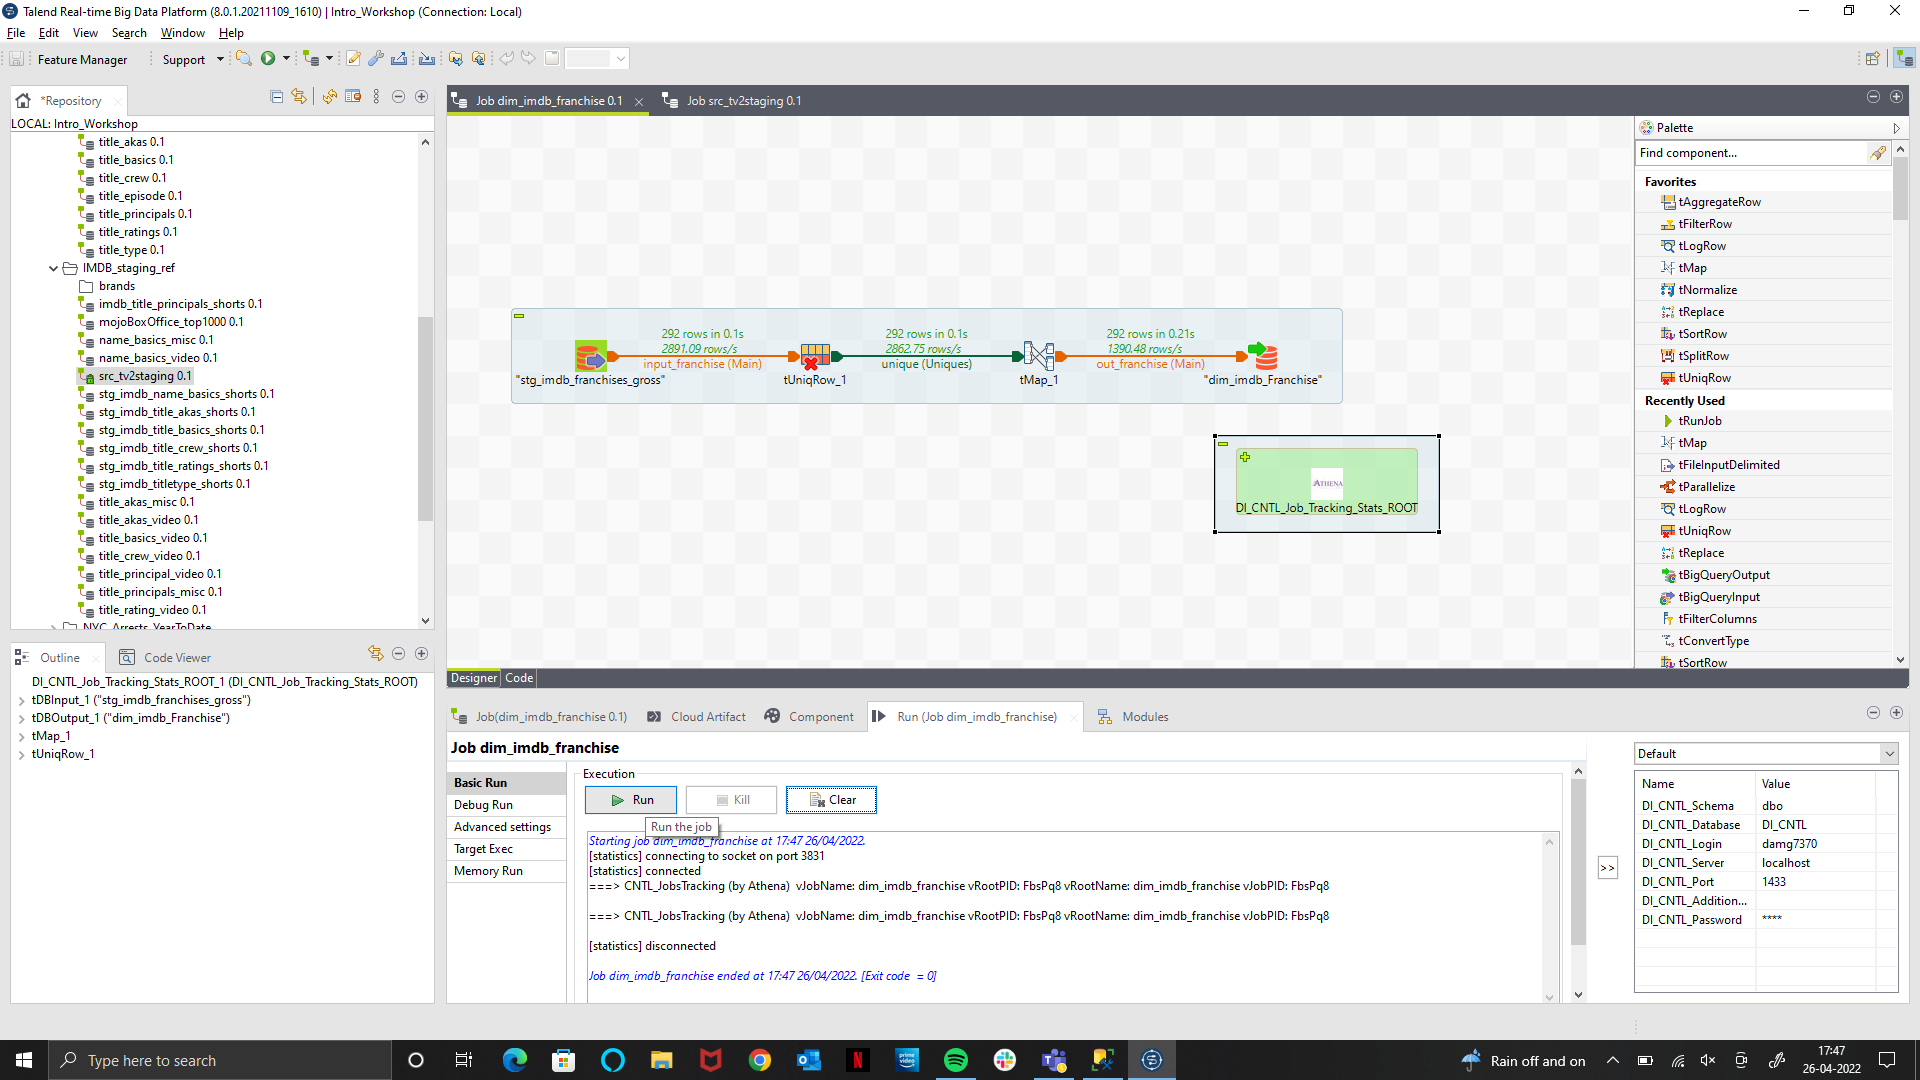 Talend Real-time Big Data Platform (8.0.1.20211109_1610) | Intro_Workshop (Connection: Local)
File Edit View Search Window Help
Feature Manager Support
*Repository
LOCAL: Intro_Workshop
title_akas 0.1
title_basics 0.1
title_crew 0.1
title_episode 0.1
title_principals 0.1
title_ratings 0.1
title_type 0.1
IMDB_staging_ref
brands
imdb_title_principals_shorts 0.1
mojoBoxOffice_top1000 0.1
name_basics_misc 0.1
name_basics_video 0.1
src_tv2staging 0.1
stg_imdb_name_basics_shorts 0.1
stg_imdb_title_akas_shorts 0.1
stg_imdb_title_basics_shorts 0.1
stg_imdb_title_crew_shorts 0.1
stg_imdb_title_ratings_shorts 0.1
stg_imdb_titletype_shorts 0.1
title_akas_misc 0.1
title_akas_video 0.1
title_basics_video 0.1
title_crew_video 0.1
title_principal_video 0.1
title_principals_misc 0.1
title_rating_video 0.1
NYC_Arrests_YearToDate
Outline Code Viewer
DI_CNTL_Job_Tracking_Stats_ROOT_1 (DI_CNTL_Job_Tracking_Stats_ROOT)
tDBInput_1 ("stg_imdb_franchises_gross")
tDBOutput_1 ("dim_imdb_Franchise")
tMap_1
tUniqRow_1
Job dim_imdb_franchise 0.1 Job src_tv2staging 0.1
292 rows in 0.1s 292 rows in 0.1s 292 rows in 0.21s
2891.09 rows/s 2862.75 rows/s 1390.48 rows/s
input_franchise (Main) unique (Uniques) out_franchise (Main)
"stg_imdb_franchises_gross" tUniqRow_1 tMap_1 "dim_imdb_Franchise"
ATHENA
DI_CNTL_Job_Tracking_Stats_ROOT
Designer Code
Palette
Find component...
Favorites
tAggregateRow
tFilterRow
tLogRow
tMap
tNormalize
tReplace
tSortRow
tSplitRow
tUniqRow
Recently Used
tRunJob
tMap
tFileInputDelimited
tParallelize
tLogRow
tUniqRow
tReplace
tBigQueryOutput
tBigQueryInput
tFilterColumns
tConvertType
tSortRow
Job(dim_imdb_franchise 0.1) Cloud Artifact Component Run (Job dim_imdb_franchise) Modules
Job dim_imdb_franchise
Basic Run
Debug Run
Advanced settings
Target Exec
Memory Run
Execution
Run Kill Clear
Run the job
Starting job dim_imdb_franchise at 17:47 26/04/2022.
[statistics] connecting to socket on port 3831
[statistics] connected
===> CNTL_JobsTracking (by Athena) vJobName: dim_imdb_franchise vRootPID: FbsPq8 vRootName: dim_imdb_franchise vJobPID: FbsPq8
===> CNTL_JobsTracking (by Athena) vJobName: dim_imdb_franchise vRootPID: FbsPq8 vRootName: dim_imdb_franchise vJobPID: FbsPq8
[statistics] disconnected
Job dim_imdb_franchise ended at 17:47 26/04/2022. [Exit code = 0]
>>
Default
Name Value
DI_CNTL_Schema dbo
DI_CNTL_Database DI_CNTL
DI_CNTL_Login damg7370
DI_CNTL_Server localhost
DI_CNTL_Port 1433
DI_CNTL_Addition...
DI_CNTL_Password ****
Type here to search
prime video
Rain off and on
17:47
26-04-2022